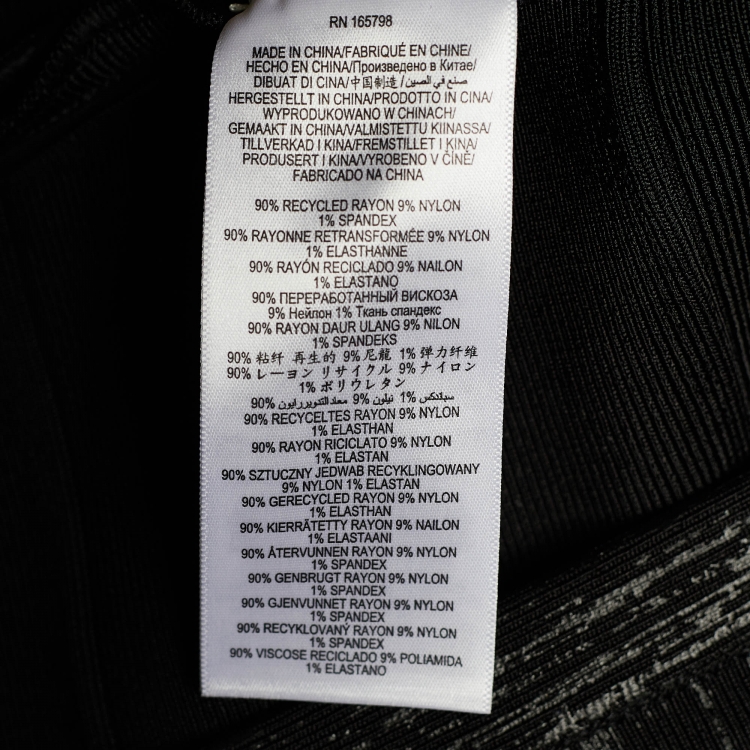 RN 165798
MADE IN CHINA/FABRIQUÉ EN CHINE/
HECHO EN CHINA/Произведено в Китае/
DIBUAT DI CINA/中国制造/صنع في الصين/
HERGESTELLT IN CHINA/PRODOTTO IN CINA/
WYPRODUKOWANO W CHINACH/
GEMAAKT IN CHINA/VALMISTETTU KIINASSA/
TILLVERKAD I KINA/FREMSTILLET I KINA/
PRODUSERT I KINA/VYROBENO V ČÍNĚ/
FABRICADO NA CHINA
90% RECYCLED RAYON 9% NYLON
1% SPANDEX
90% RAYONNE RETRANSFORMÉE 9% NYLON
1% ELASTHANNE
90% RAYÓN RECICLADO 9% NAILON
1% ELASTANO
90% ПЕРЕРАБОТАННЫЙ ВИСКОЗА
9% Нейлон 1% Ткань спандекс
90% RAYON DAUR ULANG 9% NILON
1% SPANDEKS
90% 粘纤 再生的 9% 尼龍 1% 弹力纤维
90% レーヨン リサイクル 9% ナイロン
1% ポリウレタン
90% معادالتدويررايون 9% نيلون 1% سباندكس
90% RECYCELTES RAYON 9% NYLON
1% ELASTHAN
90% RAYON RICICLATO 9% NYLON
1% ELASTAN
90% SZTUCZNY JEDWAB RECYKLINGOWANY
9% NYLON 1% ELASTAN
90% GERECYCLED RAYON 9% NYLON
1% ELASTHAN
90% KIERRÄTETTY RAYON 9% NAILON
1% ELASTAANI
90% ÅTERVUNNEN RAYON 9% NYLON
1% SPANDEX
90% GENBRUGT RAYON 9% NYLON
1% SPANDEX
90% GJENVUNNET RAYON 9% NYLON
1% SPANDEX
90% RECYKLOVANÝ RAYON 9% NYLON
1% SPANDEX
90% VISCOSE RECICLADO 9% POLIAMIDA
1% ELASTANO